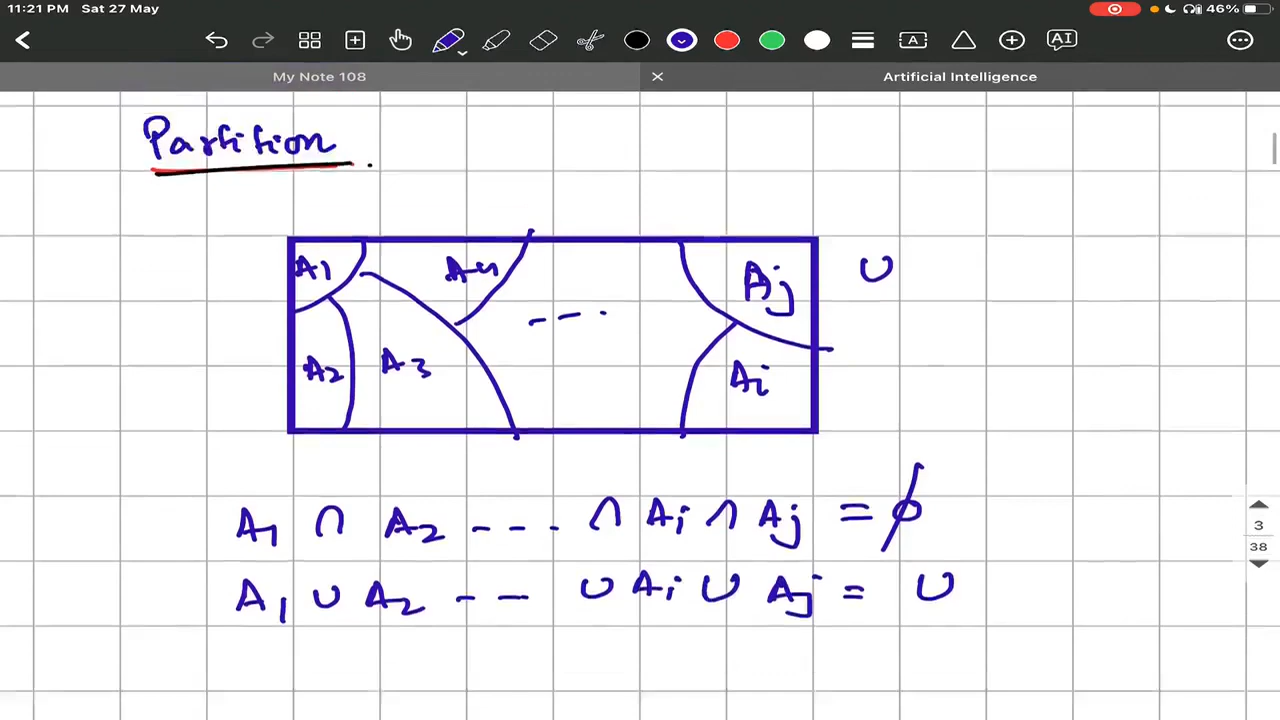 11:21 PM Sat 27 May 46%
My Note 108 Artificial Intelligence
Partition.
A1 A4 --- Aj U
A2 A3 Ai
A1 ∩ A2 ---- ∩ Ai ∩ Aj = ϕ
A1 ∪ A2 -- ∪ Ai ∪ Aj = U
3
38